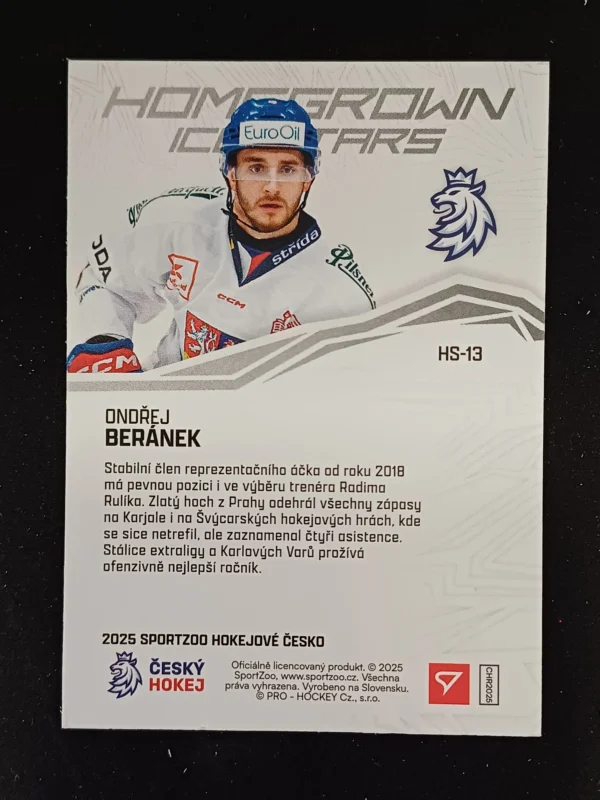 HOMEGROWN
ICE STARS
EuroOil
střída
Pilsner
CCM
CCM
HS-13
ONDŘEJ
BERÁNEK
Stabilní člen reprezentačního áčka od roku 2018
má pevnou pozici i ve výběru trenéra Radima
Rulíka. Zlatý hoch z Prahy odehrál všechny zápasy
na Karjale i na Švýcarských hokejových hrách, kde
se sice netrefil, ale zaznamenal čtyři asistence.
Stálice extraligy a Karlových Varů prožívá
ofenzivně nejlepší ročník.
2025 SPORTZOO HOKEJOVÉ ČESKO
ČESKÝ
HOKEJ
Oficiálně licencovaný produkt. © 2025
SportZoo, www.sportzoo.cz. Všechna
práva vyhrazena. Vyrobeno na Slovensku.
© PRO - HOCKEY Cz., s.r.o.
CHR2025